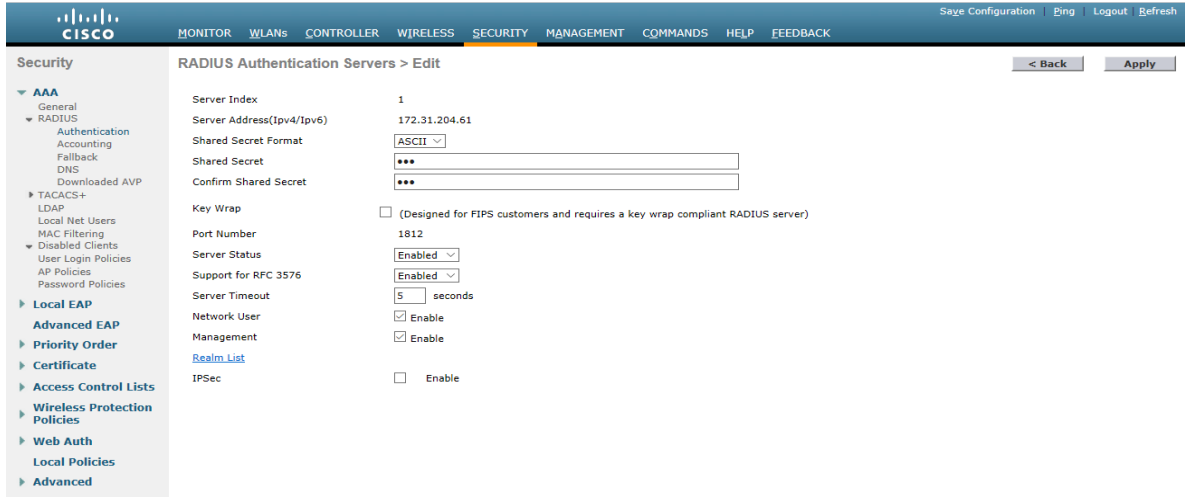 Save Configuration | Ping | Logout | Refresh
CISCO
MONITOR WLANs CONTROLLER WIRELESS SECURITY MANAGEMENT COMMANDS HELP FEEDBACK
Security
AAA
General
RADIUS
Authentication
Accounting
Fallback
DNS
Downloaded AVP
TACACS+
LDAP
Local Net Users
MAC Filtering
Disabled Clients
User Login Policies
AP Policies
Password Policies
Local EAP
Advanced EAP
Priority Order
Certificate
Access Control Lists
Wireless Protection
Policies
Web Auth
Local Policies
Advanced
RADIUS Authentication Servers > Edit
< Back Apply
Server Index 1
Server Address(Ipv4/Ipv6) 172.31.204.61
Shared Secret Format ASCII
Shared Secret •••
Confirm Shared Secret •••
Key Wrap (Designed for FIPS customers and requires a key wrap compliant RADIUS server)
Port Number 1812
Server Status Enabled
Support for RFC 3576 Enabled
Server Timeout 5 seconds
Network User Enable
Management Enable
Realm List
IPSec Enable